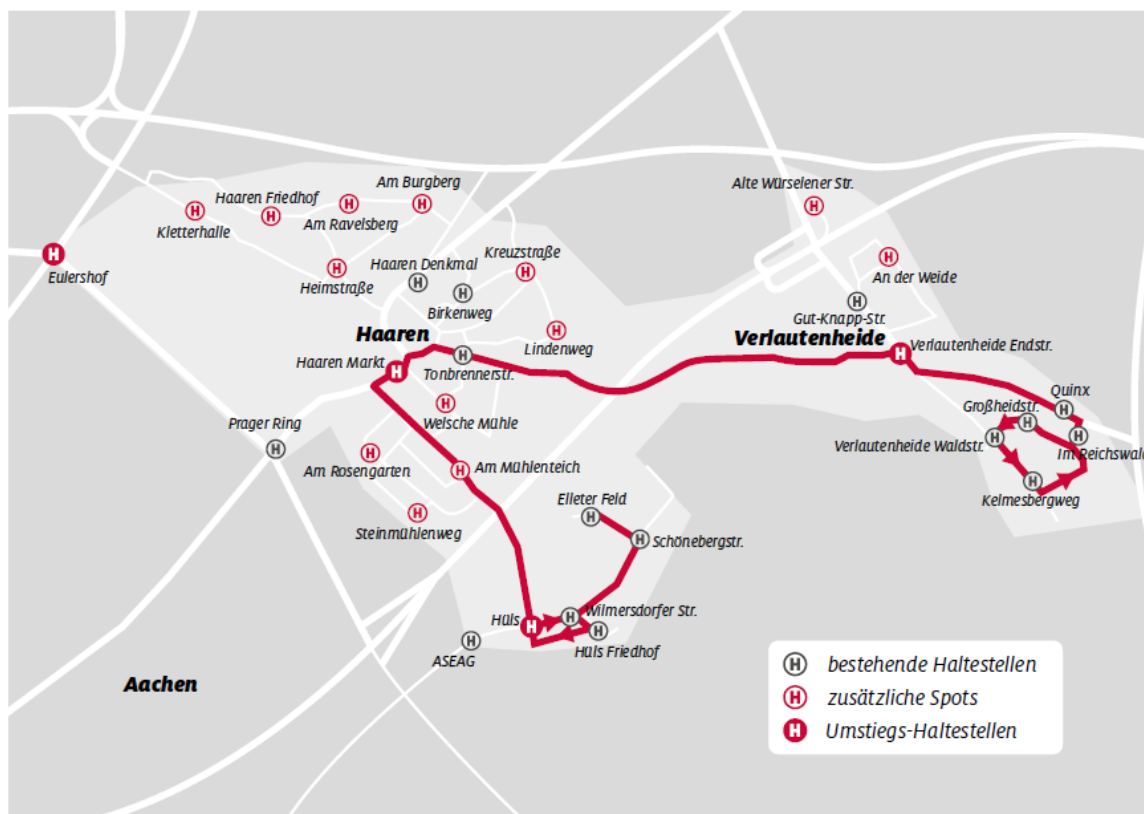 Am Burgberg
Alte Würselener Str.
Haaren Friedhof
Am Ravelsberg
Kletterhalle
Kreuzstraße
Haaren Denkmal
Eulershof
Heimstraße
An der Weide
Birkenweg
Gut-Knapp-Str.
Haaren
Verlautenheide
Lindenweg
Verlautenheide Endstr.
Haaren Markt
Tonbrennerstr.
Quinx
Großheidstr.
Welsche Mühle
Prager Ring
Verlautenheide Waldstr.
Im Reichswald
Am Rosengarten
Am Mühlenteich
Kelmesbergweg
Elleter Feld
Steinmühlenweg
Schönebergstr.
Wilmersdorfer Str.
Hüls
Hüls Friedhof
ASEAG
Aachen
H bestehende Haltestellen
H zusätzliche Spots
H Umstiegs-Haltestellen